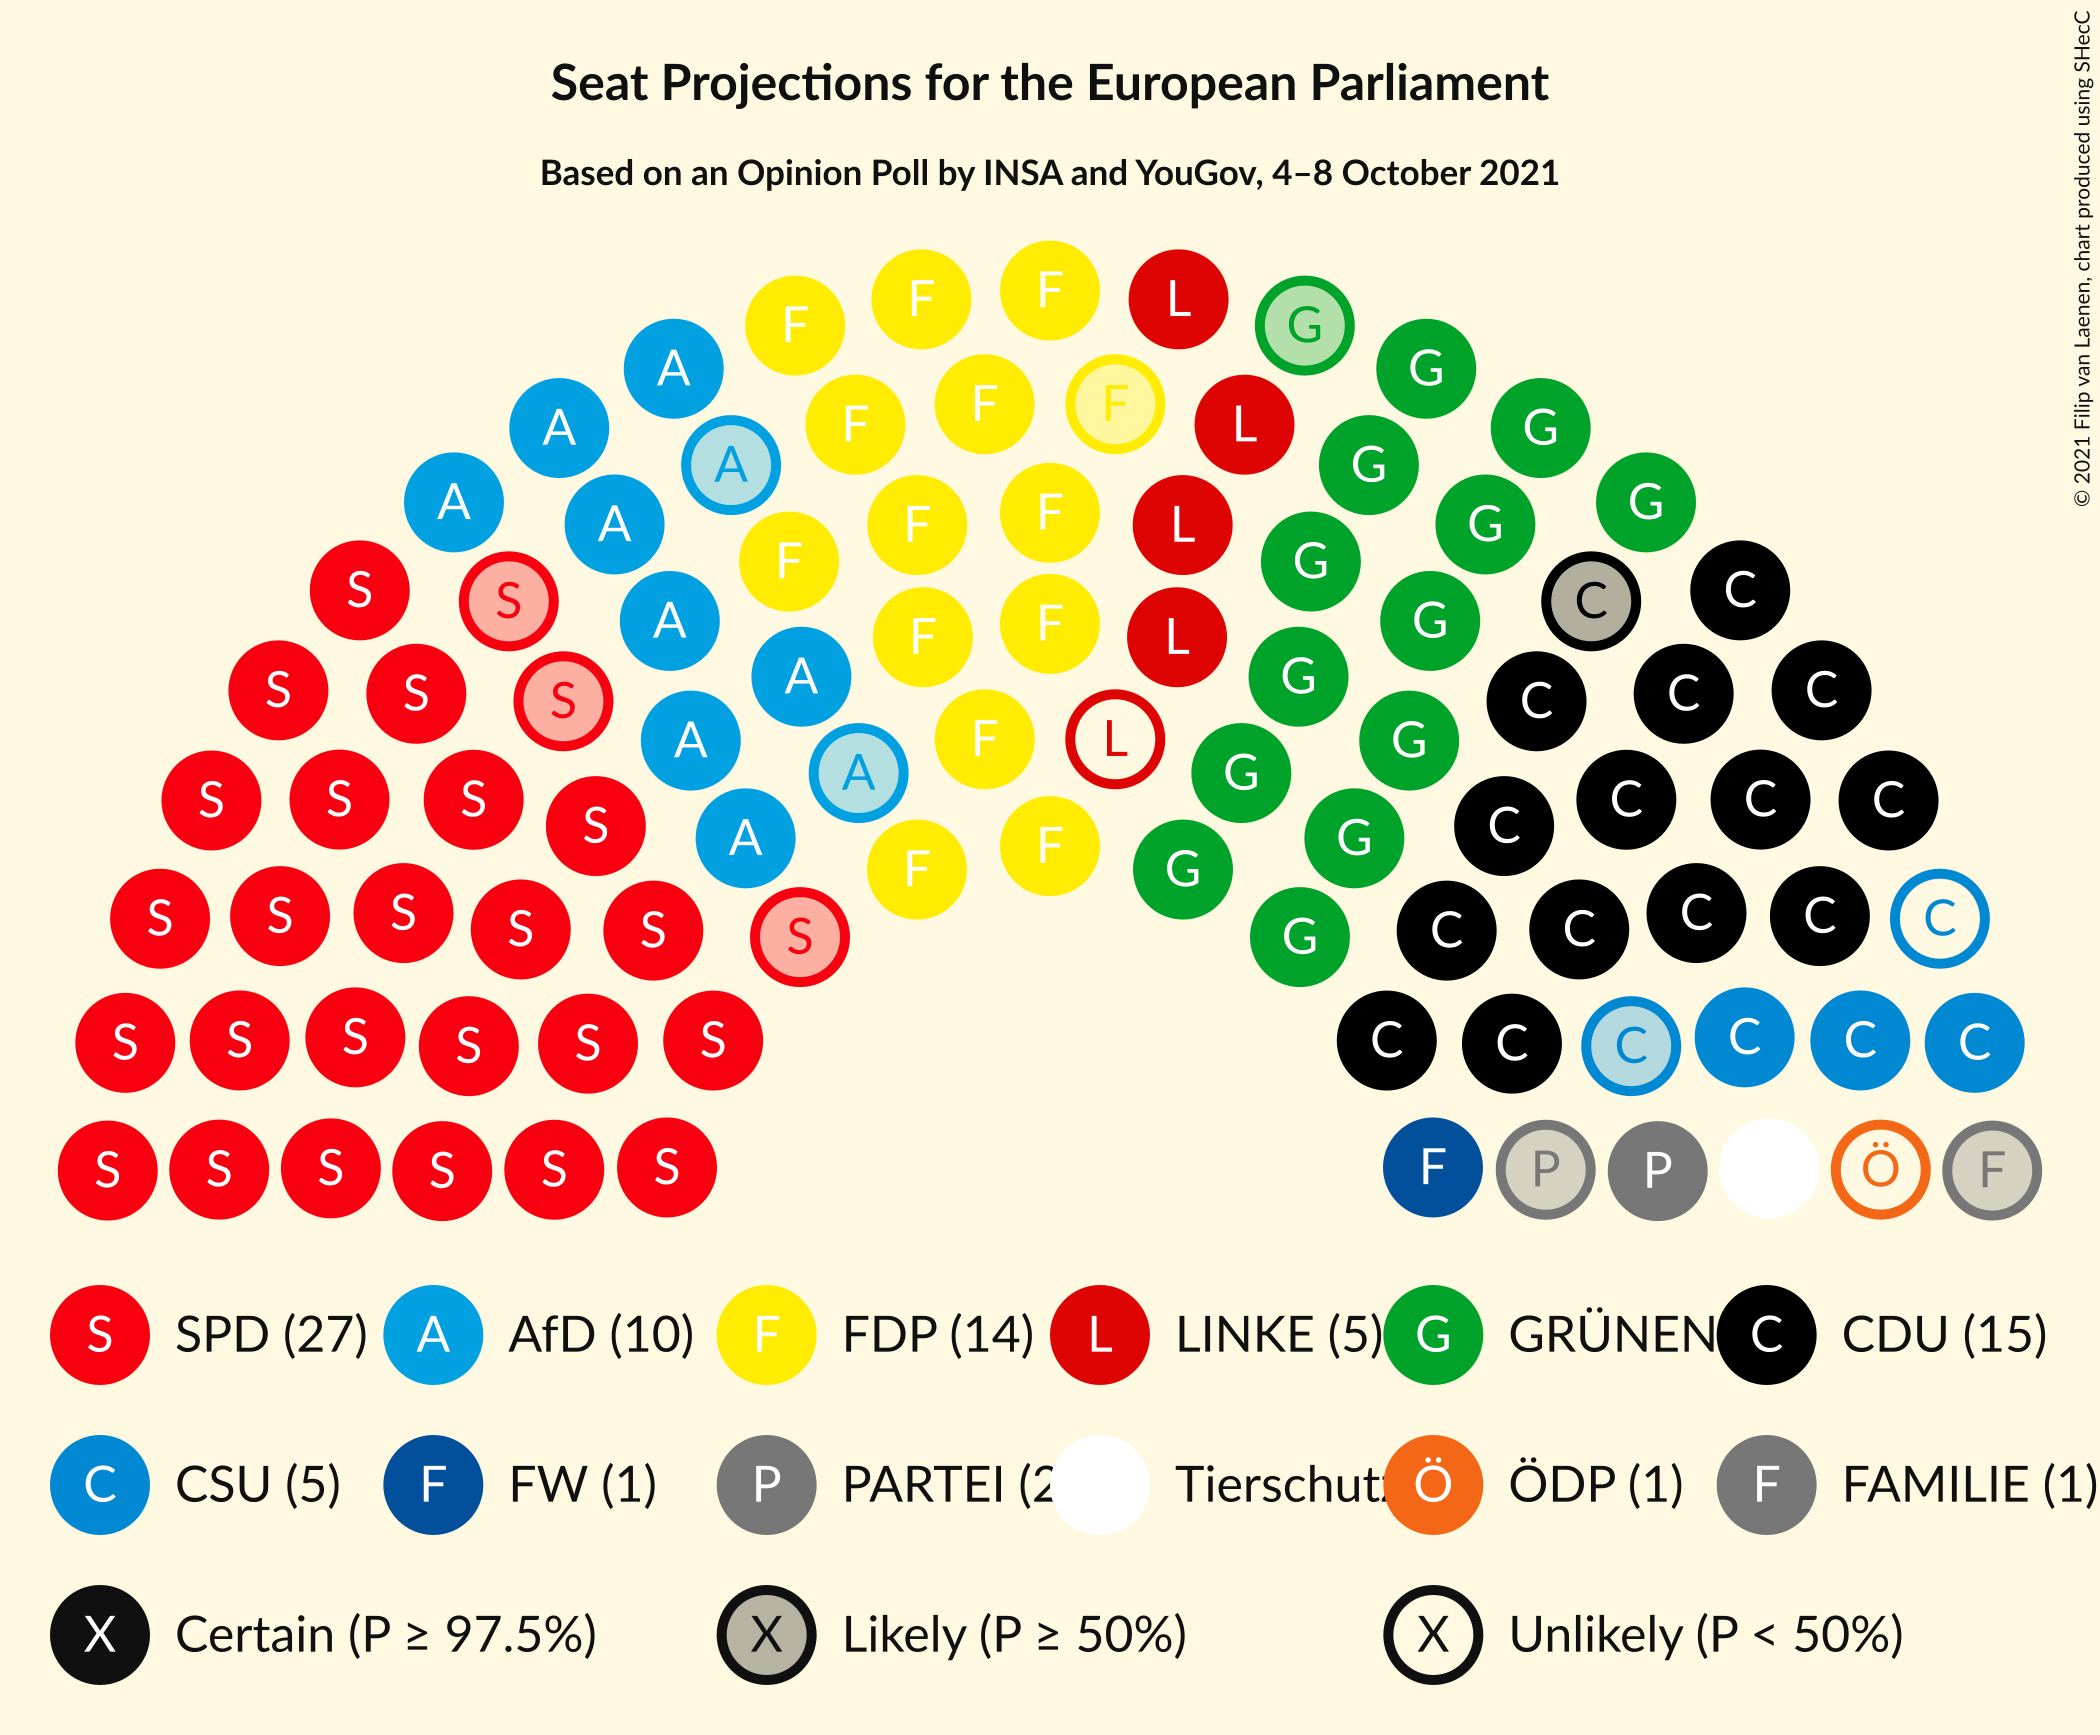 Seat Projections for the European Parliament
Based on an Opinion Poll by INSA and YouGov, 4–8 October 2021
© 2021 Filip van Laenen, chart produced using SHecC
F F F L G
A G
F F F L
A G
A G
A F F L G
A G
F G
S S C C
A F F L G
A G
S S S C C C
A F L G
A G
S S S S C C C C
A F F G G
S S S S S S G C C C C C C
S S S S S S C C C C C C
S S S S S S F P P Ö F
S SPD (27) A AfD (10) F FDP (14) L LINKE (5) G GRÜNEN C CDU (15)
C CSU (5) F FW (1) P PARTEI (2 Tierschutz Ö ÖDP (1) F FAMILIE (1)
X Certain (P ≥ 97.5%) X Likely (P ≥ 50%) X Unlikely (P < 50%)